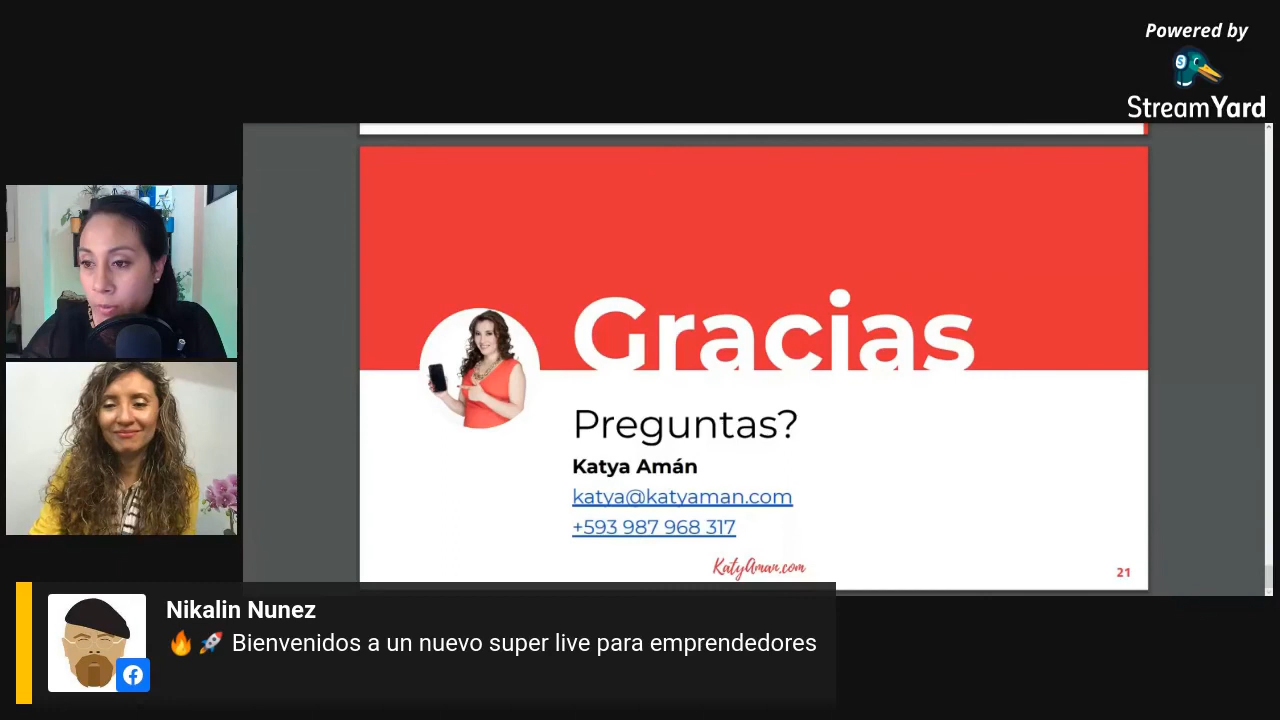 Powered by
StreamYard
Gracias
Preguntas?
Katya Amán
katya@katyaman.com
+593 987 968 317
KatyAman.com
21
Nikalin Nunez
🔥🚀 Bienvenidos a un nuevo super live para emprendedores